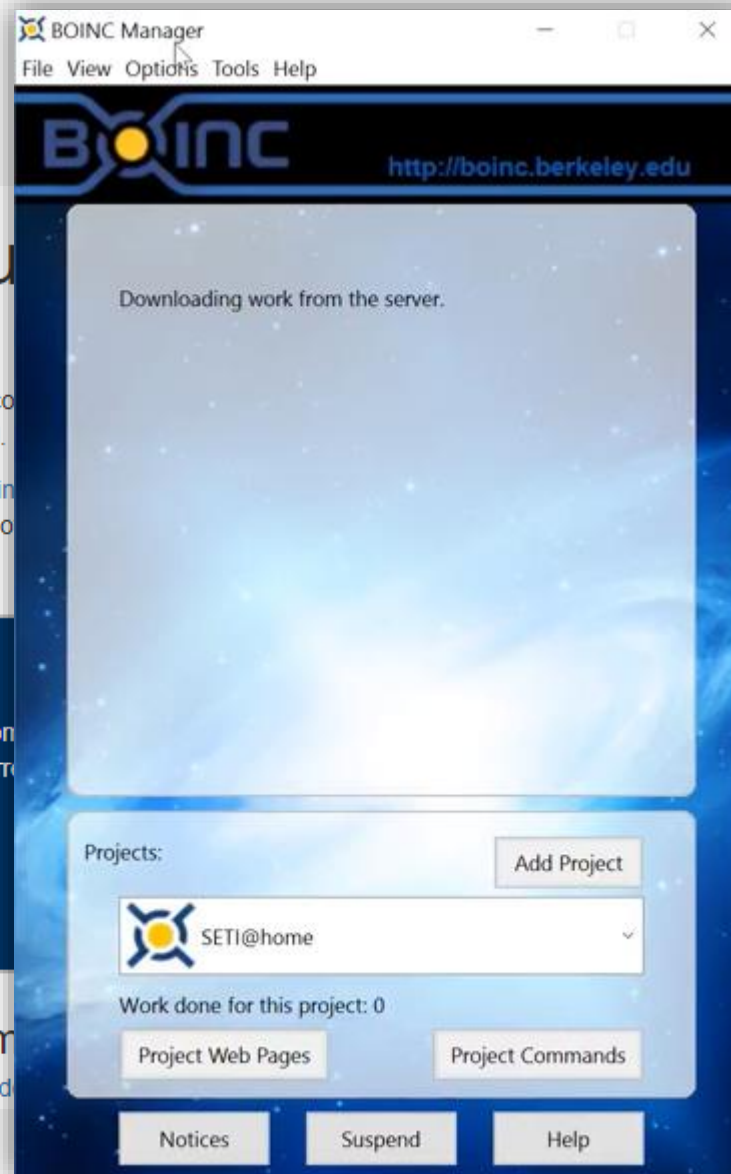 BOINC Manager
File View Options Tools Help
BOINC
http://boinc.berkeley.edu
Downloading work from the server.
Projects:
Add Project
SETI@home
Work done for this project: 0
Project Web Pages
Project Commands
Notices
Suspend
Help